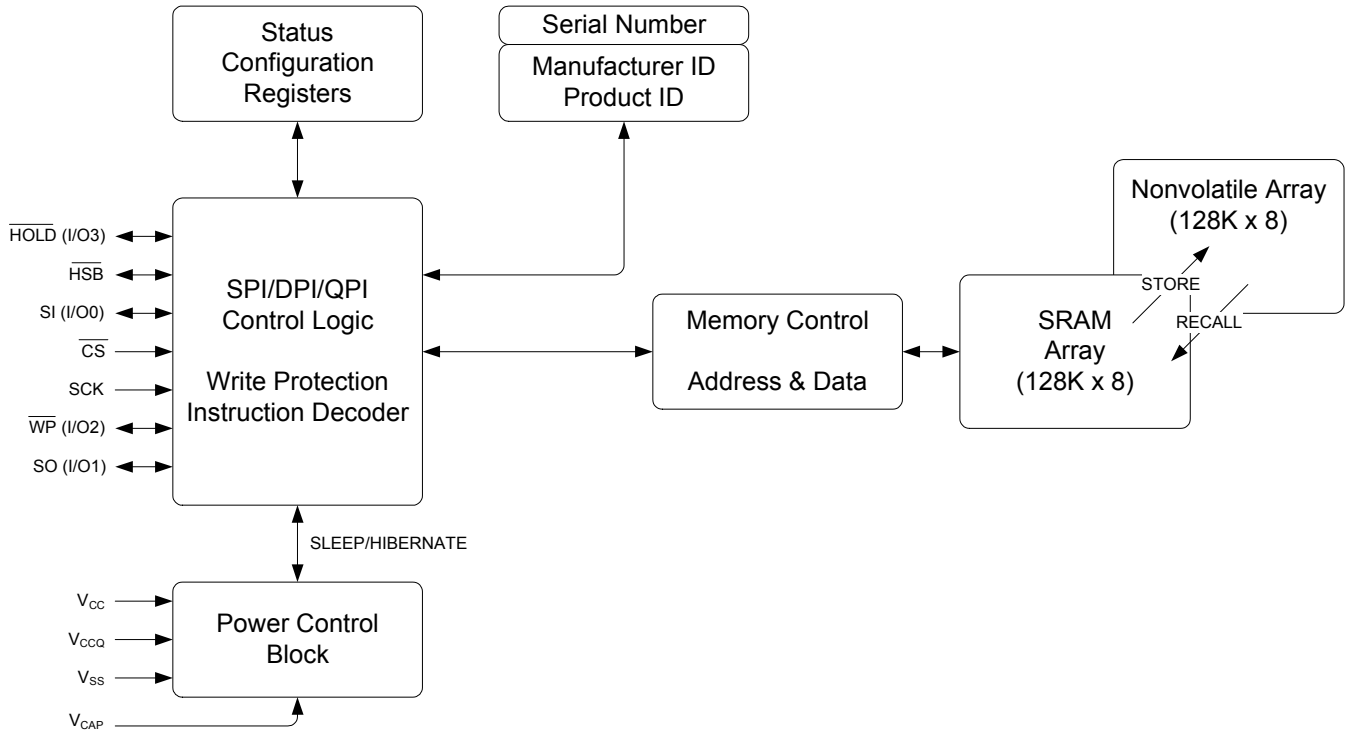 Status
Configuration
Registers
Serial Number
Manufacturer ID
Product ID
HOLD (I/O3)
HSB
SI (I/O0)
CS
SCK
WP (I/O2)
SO (I/O1)
SPI/DPI/QPI
Control Logic
Write Protection
Instruction Decoder
Memory Control
Address & Data
SRAM
Array
(128K x 8)
Nonvolatile Array
(128K x 8)
STORE
RECALL
SLEEP/HIBERNATE
VCC
VCCQ
VSS
VCAP
Power Control
Block